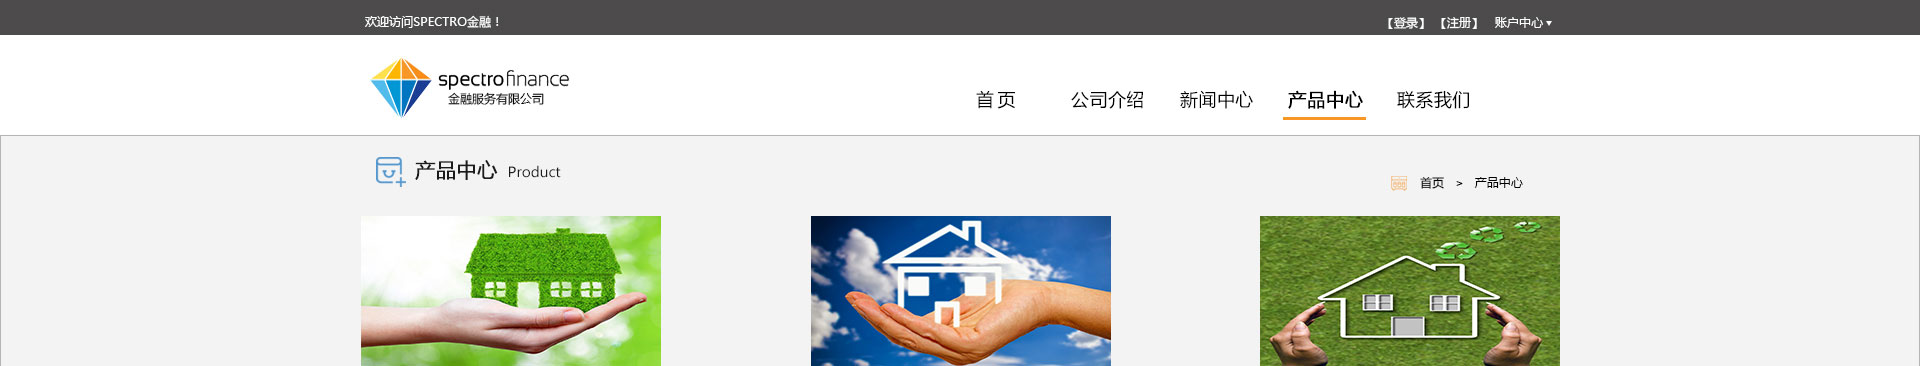 欢迎访问SPECTRO金融！
【登录】 【注册】 账户中心
spectrofinance
金融服务有限公司
首页 公司介绍 新闻中心 产品中心 联系我们
产品中心 Product
首页 > 产品中心